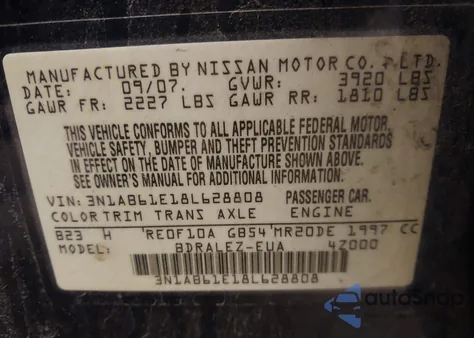 MANUFACTURED BY NISSAN MOTOR CO., LTD.
DATE: 09/07. GVWR: 3920 LBS
GAWR FR: 2227 LBS GAWR RR: 1810 LBS
THIS VEHICLE CONFORMS TO ALL APPLICABLE FEDERAL MOTOR
VEHICLE SAFETY, BUMPER AND THEFT PREVENTION STANDARDS
IN EFFECT ON THE DATE OF MANUFACTURE SHOWN ABOVE.
SEE OWNER'S MANUAL FOR ADDITIONAL INFORMATION.
VIN: 3N1AB61E18L628808 PASSENGER CAR.
COLOR TRIM TRANS AXLE ENGINE
B23 H RE0F10A GB54 MR20DE 1997 CC
MODEL: BDRALEZ-EUA 4Z000
3N1AB61E18L628808
autoSnap